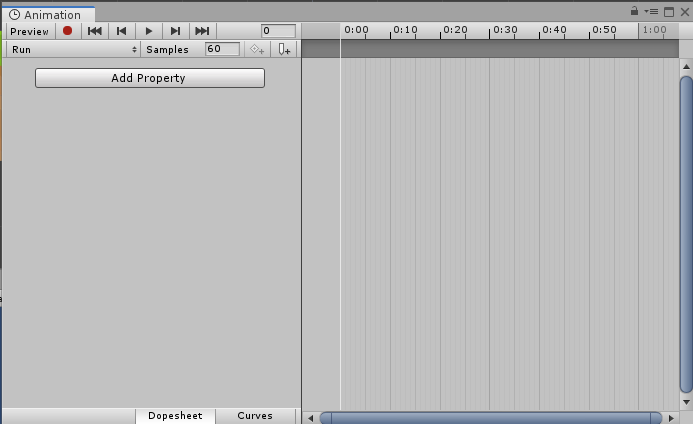 Animation
Preview 0 0:00 0:10 0:20 0:30 0:40 0:50 1:00
Run Samples 60
Add Property
Dopesheet Curves